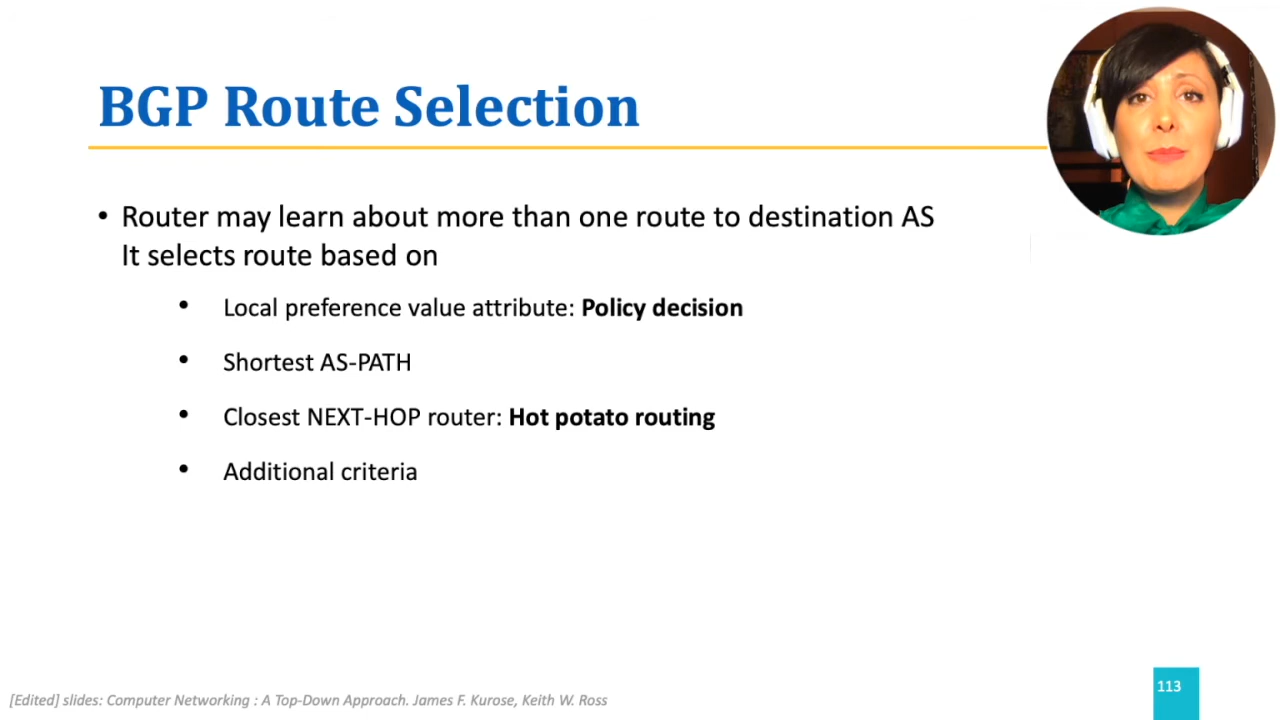 BGP Route Selection
• Router may learn about more than one route to destination AS
It selects route based on
• Local preference value attribute: Policy decision
• Shortest AS-PATH
• Closest NEXT-HOP router: Hot potato routing
• Additional criteria
[Edited] slides: Computer Networking : A Top-Down Approach. James F. Kurose, Keith W. Ross
113